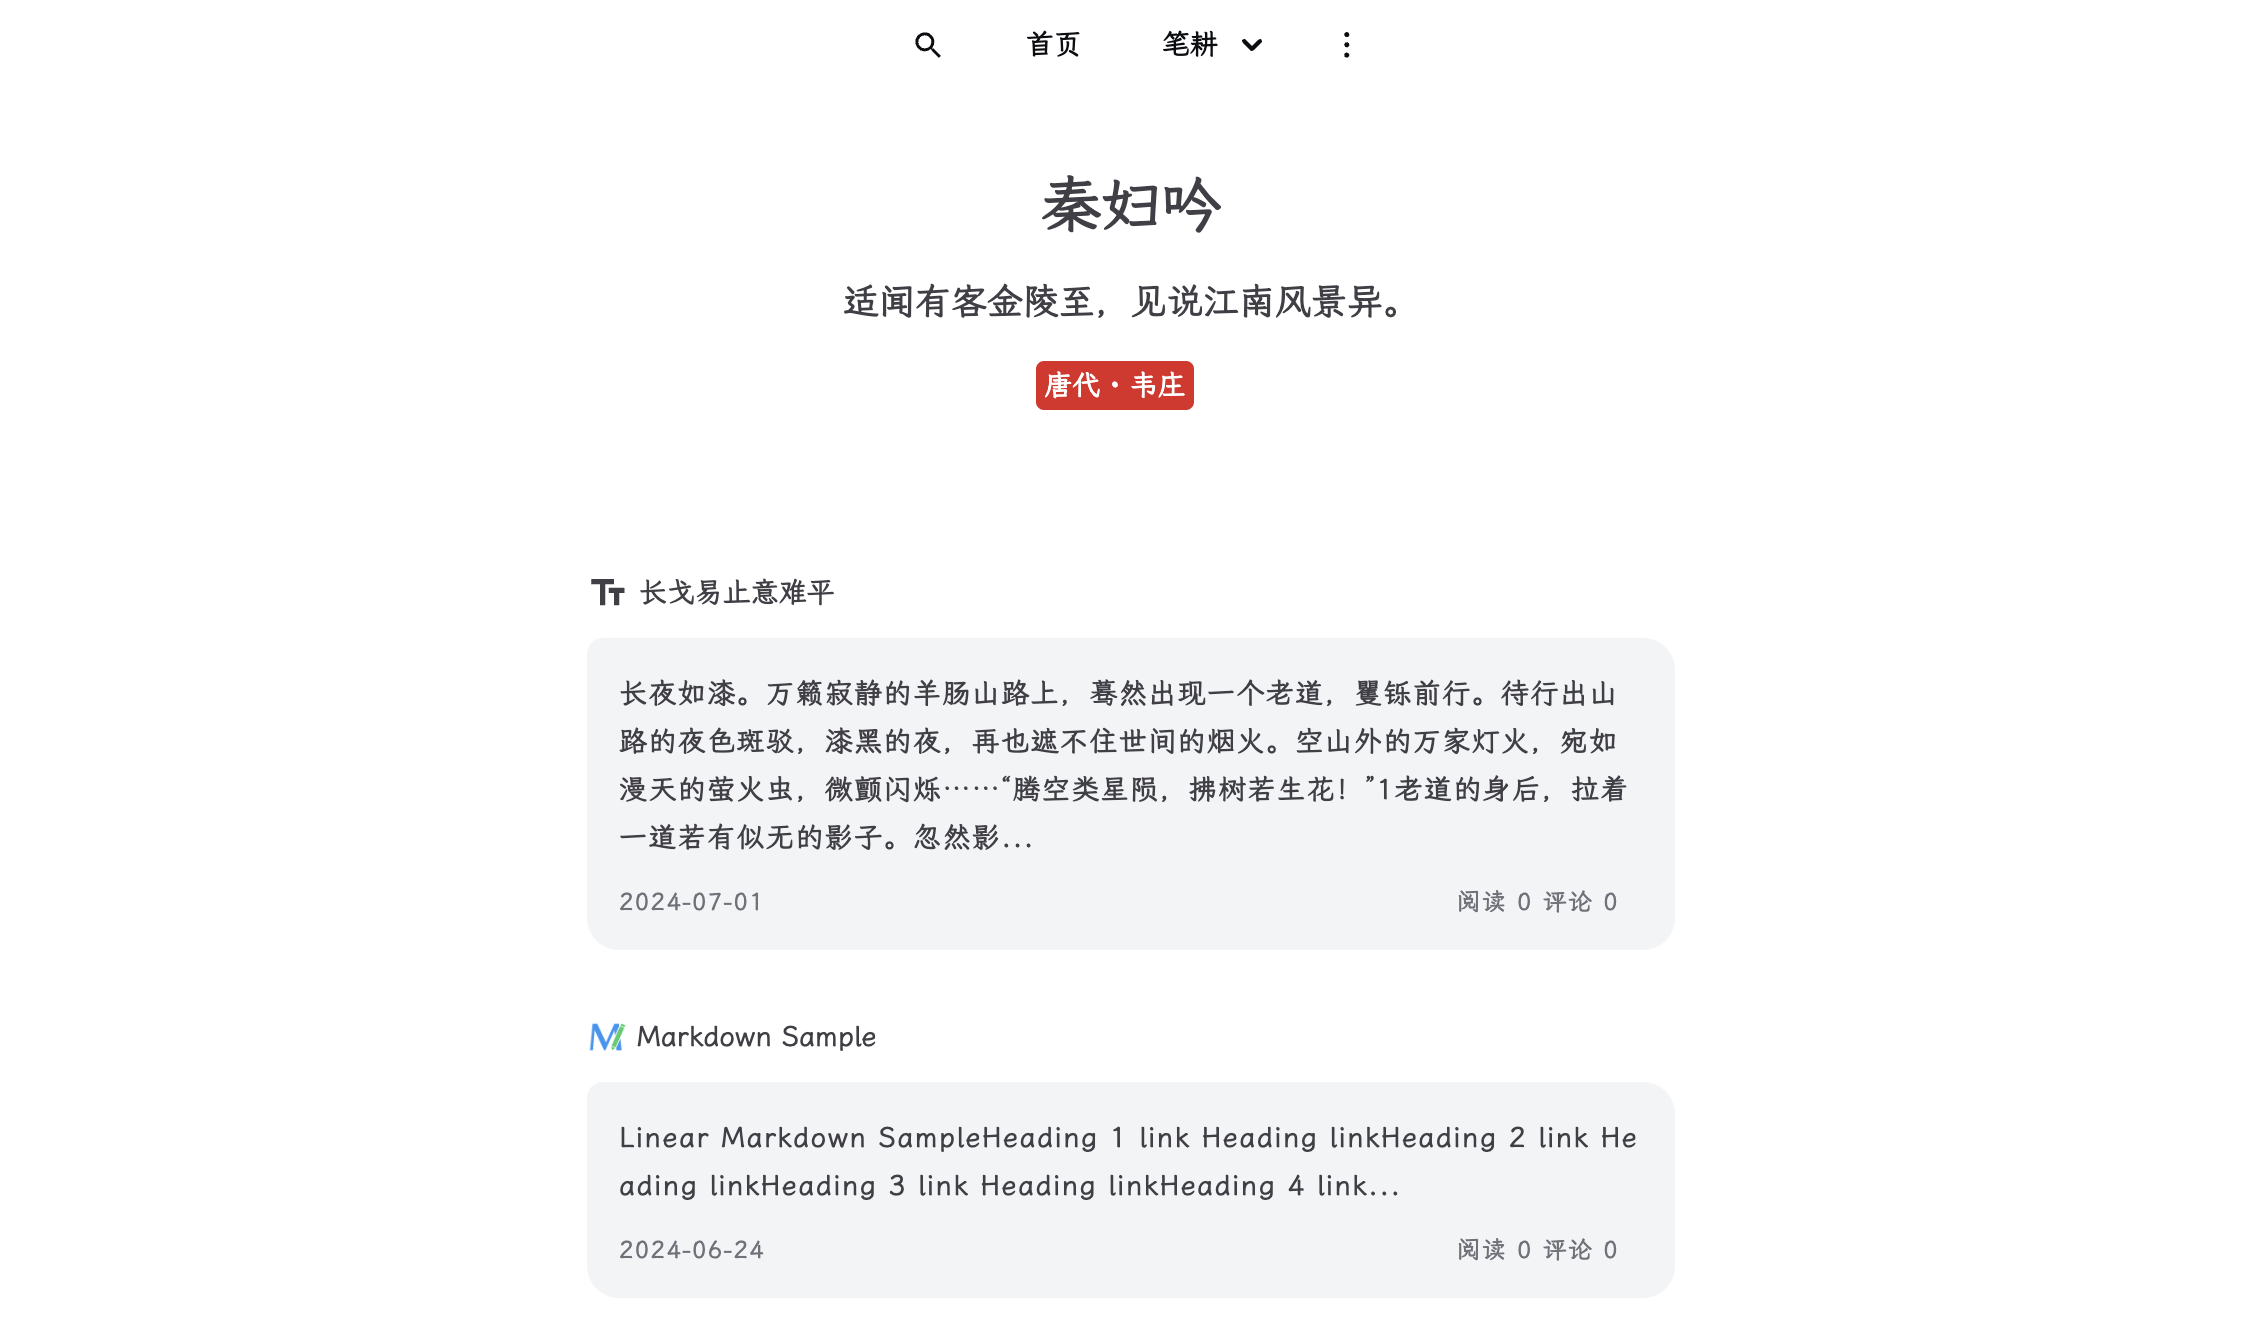 首页 笔耕
秦妇吟
适闻有客金陵至，见说江南风景异。
唐代·韦庄
长戈易止意难平
长夜如漆。万籁寂静的羊肠山路上，蓦然出现一个老道，矍铄前行。待行出山
路的夜色斑驳，漆黑的夜，再也遮不住世间的烟火。空山外的万家灯火，宛如
漫天的萤火虫，微颤闪烁……“腾空类星陨，拂树若生花！”1老道的身后，拉着
一道若有似无的影子。忽然影...
2024-07-01 阅读 0 评论 0
Markdown Sample
Linear Markdown SampleHeading 1 link Heading linkHeading 2 link He
ading linkHeading 3 link Heading linkHeading 4 link...
2024-06-24 阅读 0 评论 0